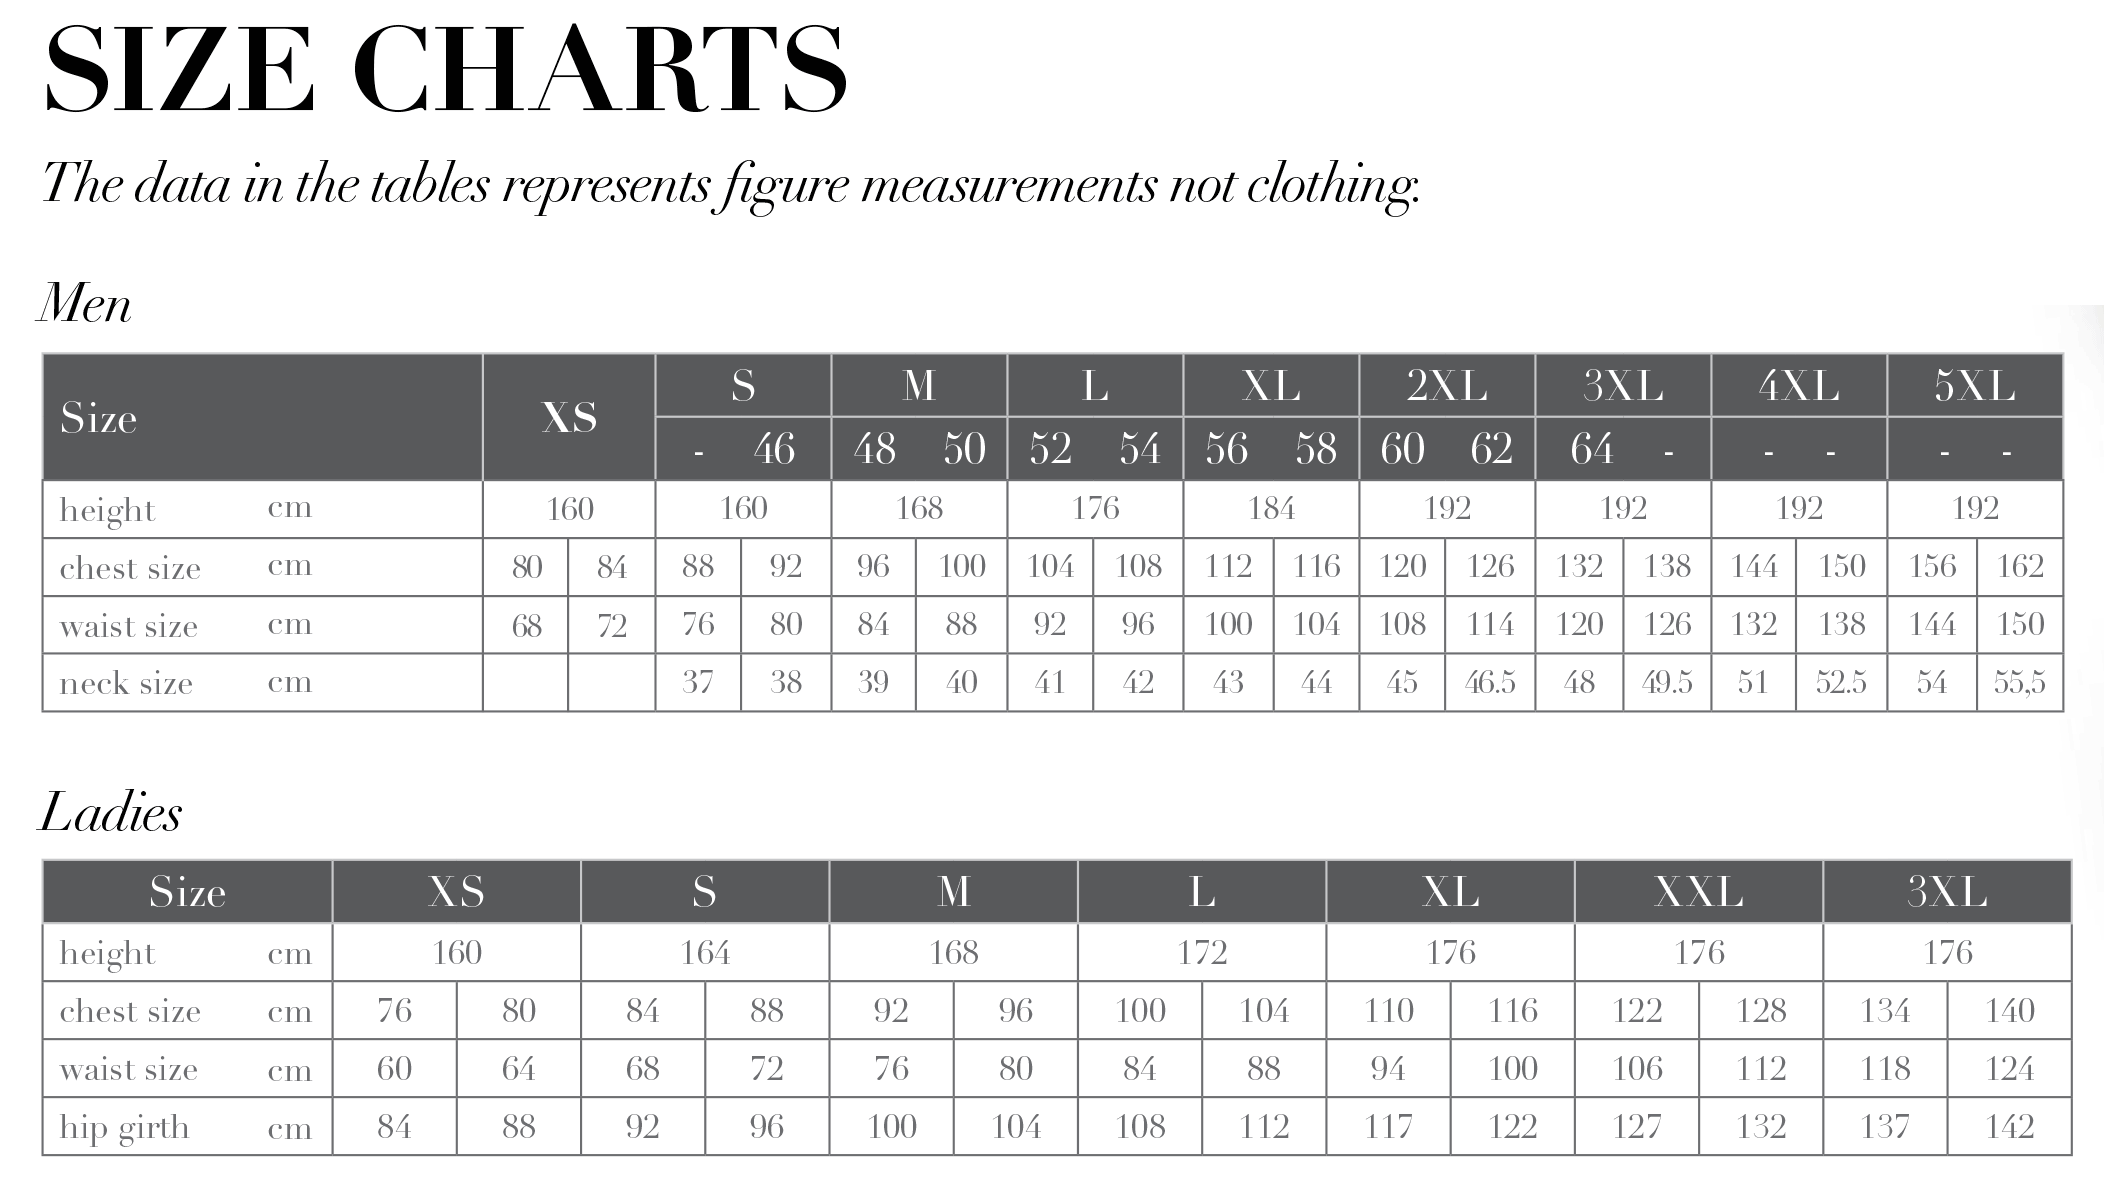 SIZE CHARTS
The data in the tables represents figure measurements not clothing.
Men
Size XS S M L XL 2XL 3XL 4XL 5XL
- 46 48 50 52 54 56 58 60 62 64 - - - - -
height cm 160 160 168 176 184 192 192 192 192
chest size cm 80 84 88 92 96 100 104 108 112 116 120 126 132 138 144 150 156 162
waist size cm 68 72 76 80 84 88 92 96 100 104 108 114 120 126 132 138 144 150
neck size cm 37 38 39 40 41 42 43 44 45 46.5 48 49.5 51 52.5 54 55,5
Ladies
Size XS S M L XL XXL 3XL
height cm 160 164 168 172 176 176 176
chest size cm 76 80 84 88 92 96 100 104 110 116 122 128 134 140
waist size cm 60 64 68 72 76 80 84 88 94 100 106 112 118 124
hip girth cm 84 88 92 96 100 104 108 112 117 122 127 132 137 142